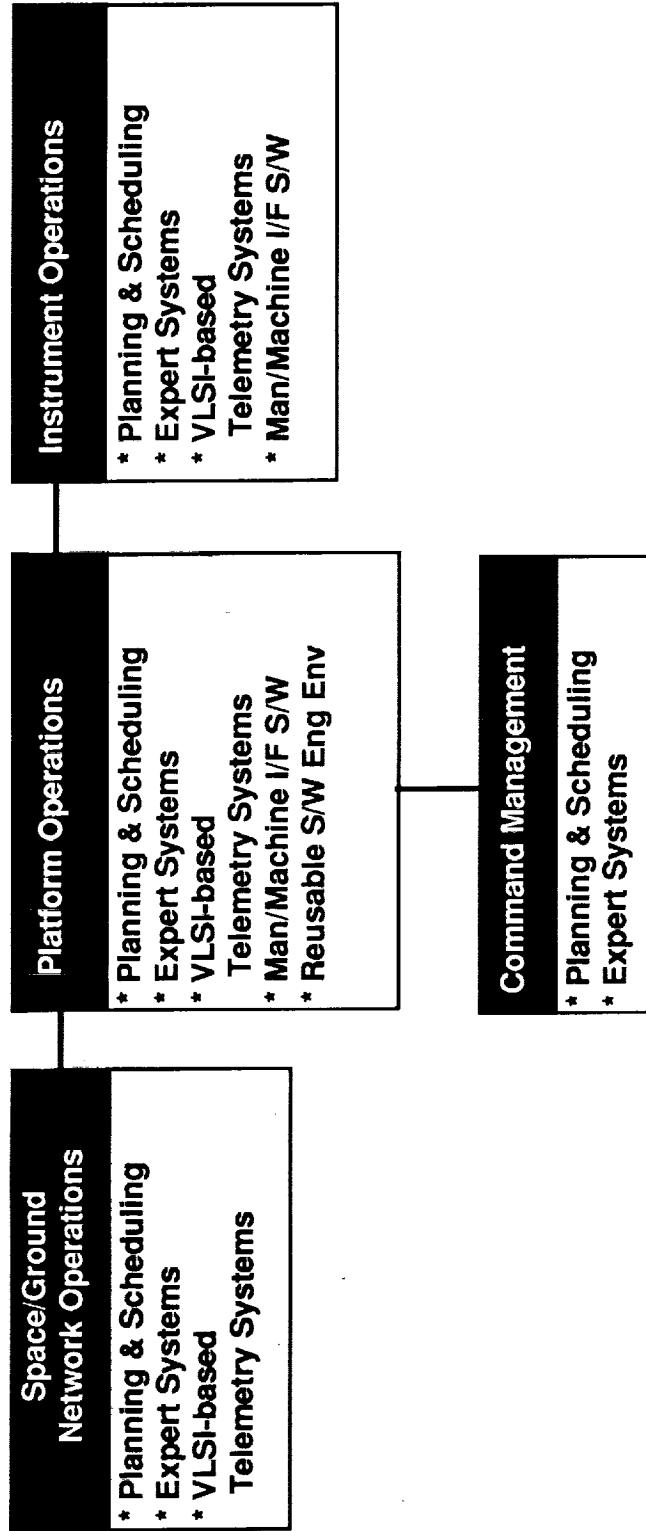 Space/Ground
Network Operations
* Planning & Scheduling
* Expert Systems
* VLSI-based
Telemetry Systems
Platform Operations
* Planning & Scheduling
* Expert Systems
* VLSI-based
Telemetry Systems
* Man/Machine I/F S/W
* Reusable S/W Eng Env
Instrument Operations
* Planning & Scheduling
* Expert Systems
* VLSI-based
Telemetry Systems
* Man/Machine I/F S/W
Command Management
* Planning & Scheduling
* Expert Systems